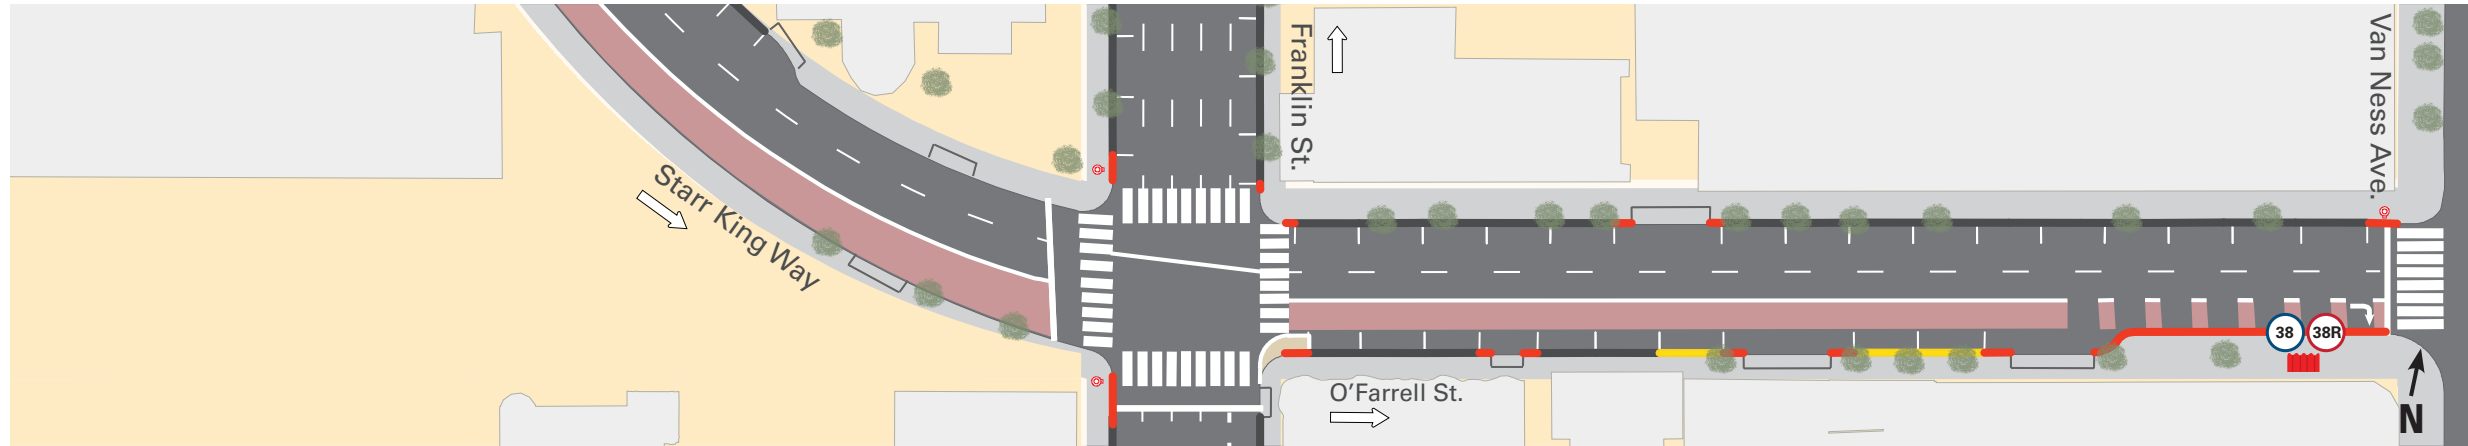 Starr King Way
Franklin St.
Van Ness Ave.
O'Farrell St.
38
38R
N